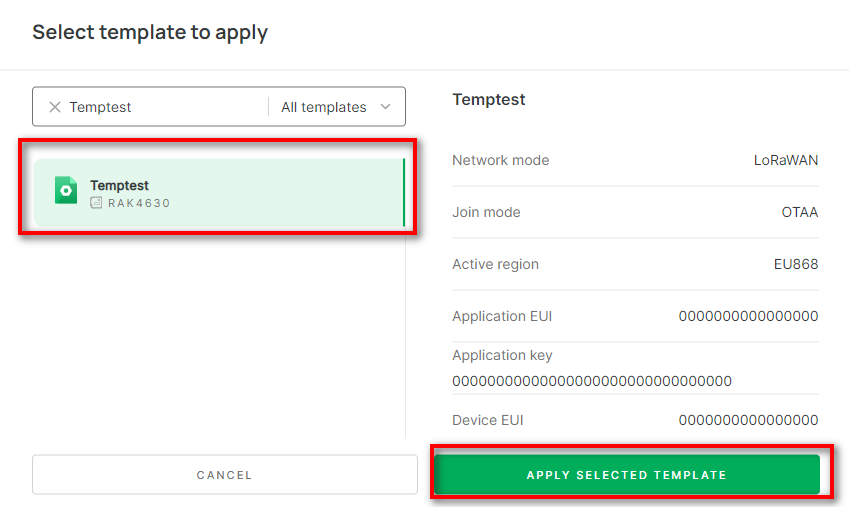 Select template to apply
Temptest
All templates
Temptest
RAK4630
Temptest
Network mode
LoRaWAN
Join mode
OTAA
Active region
EU868
Application EUI
0000000000000000
Application key
00000000000000000000000000000000
Device EUI
0000000000000000
CANCEL
APPLY SELECTED TEMPLATE